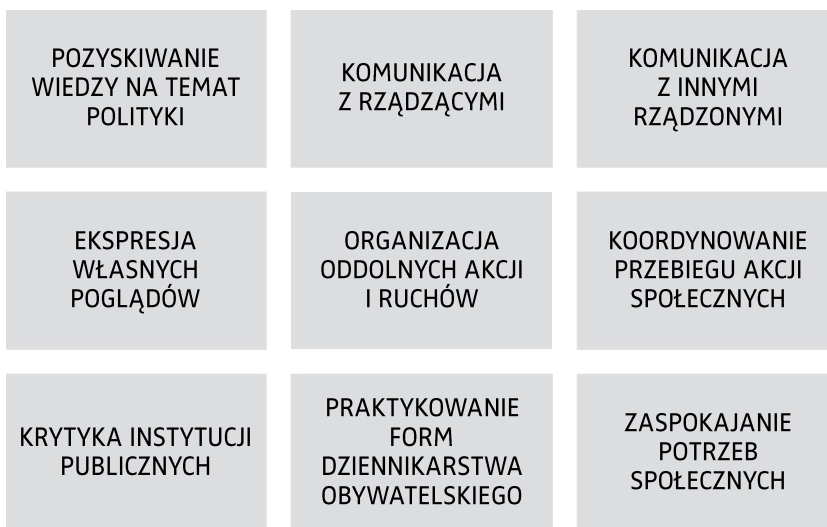 POZYSKIWANIE
WIEDZY NA TEMAT
POLITYKI
KOMUNIKACJA
Z RZĄDZĄCYMI
KOMUNIKACJA
Z INNYMI
RZĄDZONYMI
EKSPRESJA
WŁASNYCH
POGLĄDÓW
ORGANIZACJA
ODDOLNYCH AKCJI
I RUCHÓW
KOORDYNOWANIE
PRZEBIEGU AKCJI
SPOŁECZNYCH
KRYTYKA INSTYTUCJI
PUBLICZNYCH
PRAKTYKOWANIE
FORM
DZIENNIKARSTWA
OBYWATELSKIEGO
ZASPOKAJANIE
POTRZEB
SPOŁECZNYCH